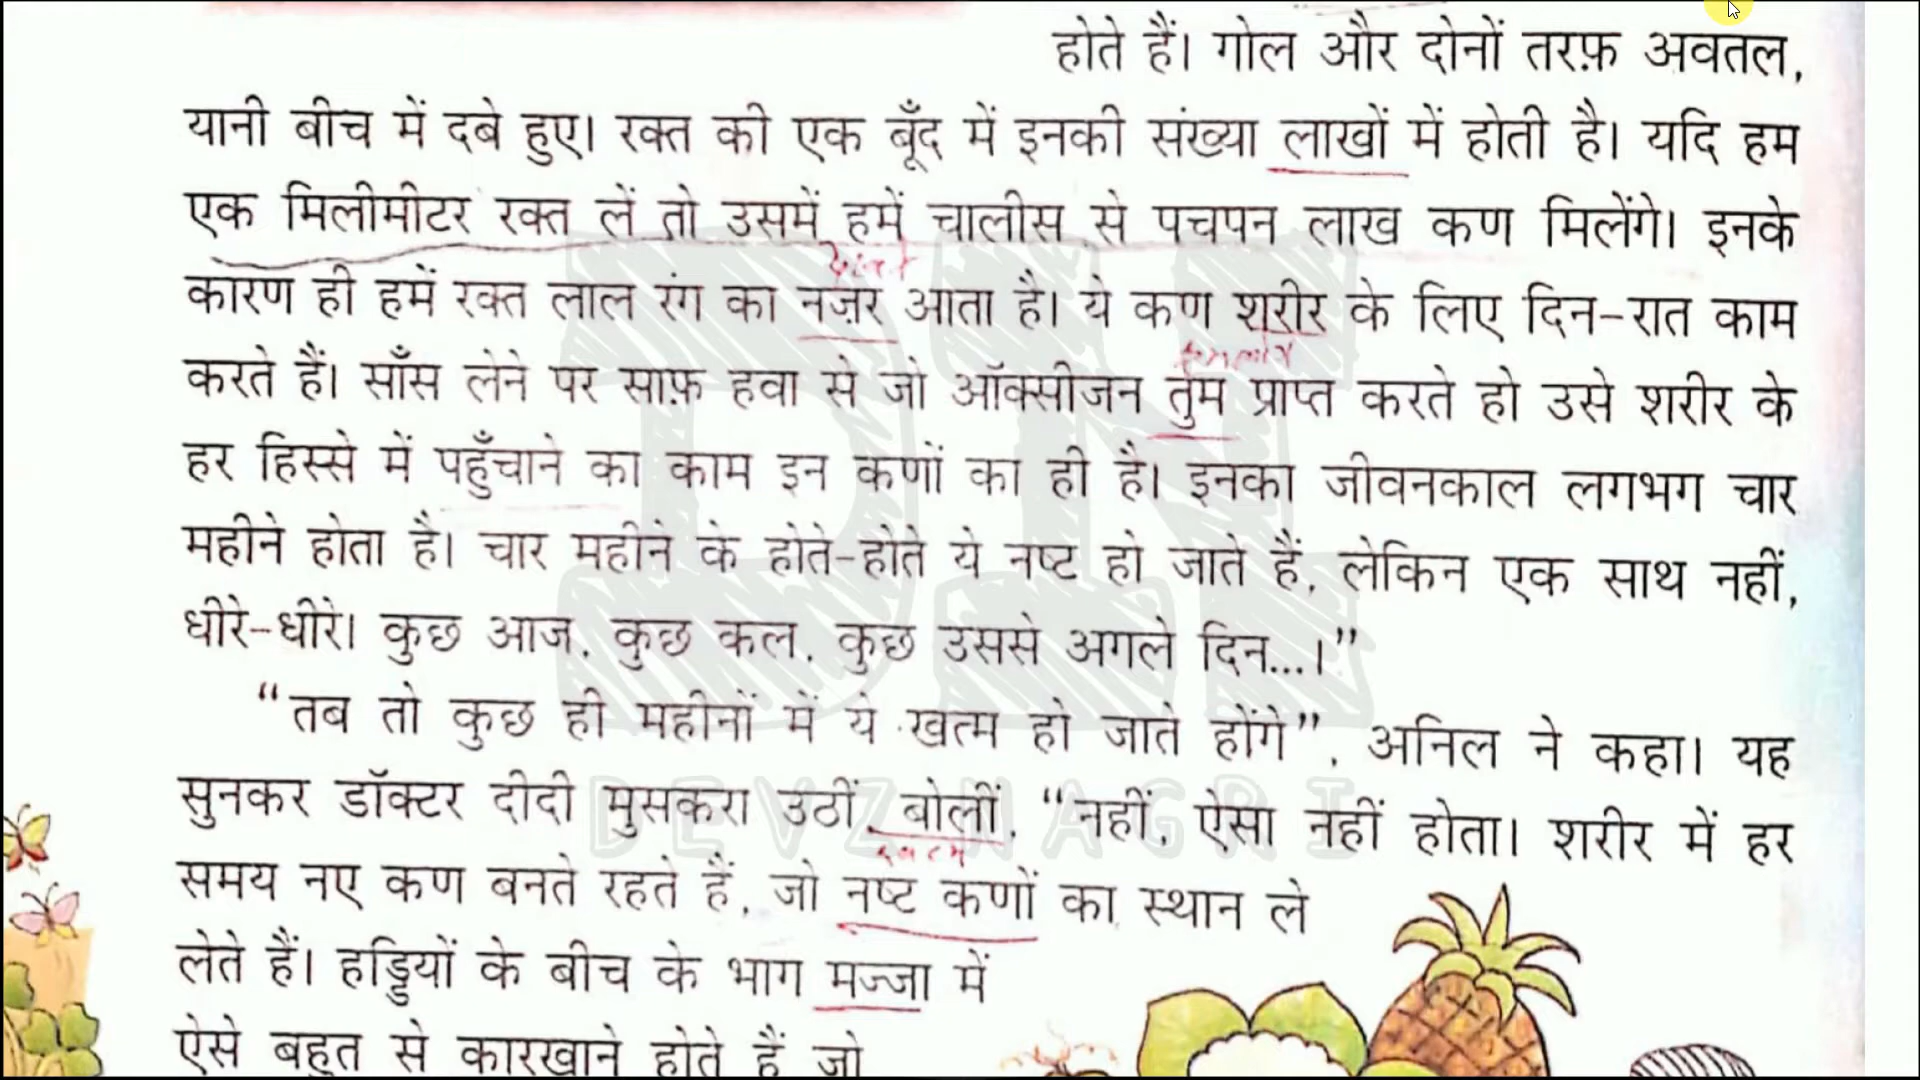 होते हैं। गोल और दोनों तरफ़ अवतल,
यानी बीच में दबे हुए। रक्त की एक बूँद में इनकी संख्या लाखों में होती है। यदि हम
एक मिलीमीटर रक्त लें तो उसमें हमें चालीस से पचपन लाख कण मिलेंगे। इनके
कारण ही हमें रक्त लाल रंग का नज़र आता है। ये कण शरीर के लिए दिन-रात काम
करते हैं। साँस लेने पर साफ़ हवा से जो ऑक्सीजन तुम प्राप्त करते हो उसे शरीर के
हर हिस्से में पहुँचाने का काम इन कणों का ही है। इनका जीवनकाल लगभग चार
महीने होता है। चार महीने के होते-होते ये नष्ट हो जाते हैं, लेकिन एक साथ नहीं,
धीरे-धीरे। कुछ आज, कुछ कल, कुछ उससे अगले दिन...।”
“तब तो कुछ ही महीनों में ये खत्म हो जाते होंगे”, अनिल ने कहा। यह
सुनकर डॉक्टर दीदी मुसकरा उठीं, बोलीं, “नहीं, ऐसा नहीं होता। शरीर में हर
समय नए कण बनते रहते हैं, जो नष्ट कणों का स्थान ले
लेते हैं। हड्डियों के बीच के भाग मज्जा में
ऐसे बहुत से कारखाने होते हैं जो
DN
DEVZNAGRI